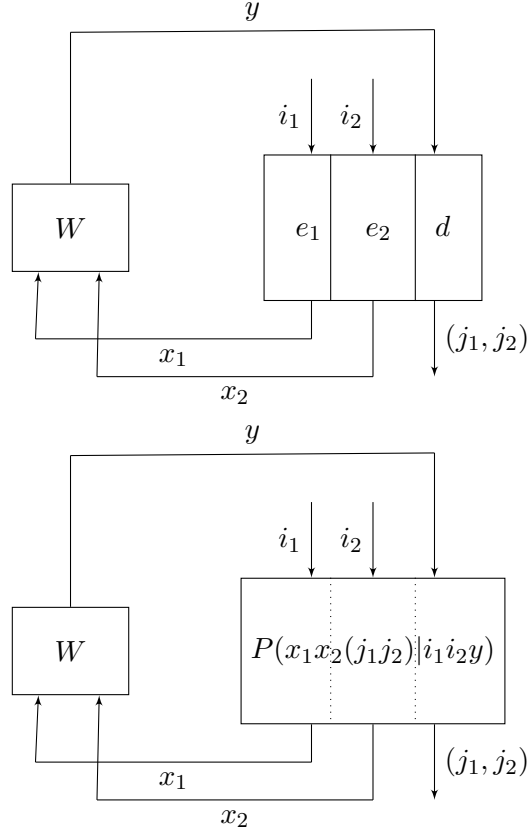 y
i₁ i₂
W e₁ e₂ d
(j₁, j₂)
x₁
x₂
y
i₁ i₂
W P(x₁x₂(j₁j₂)|i₁i₂y)
(j₁, j₂)
x₁
x₂